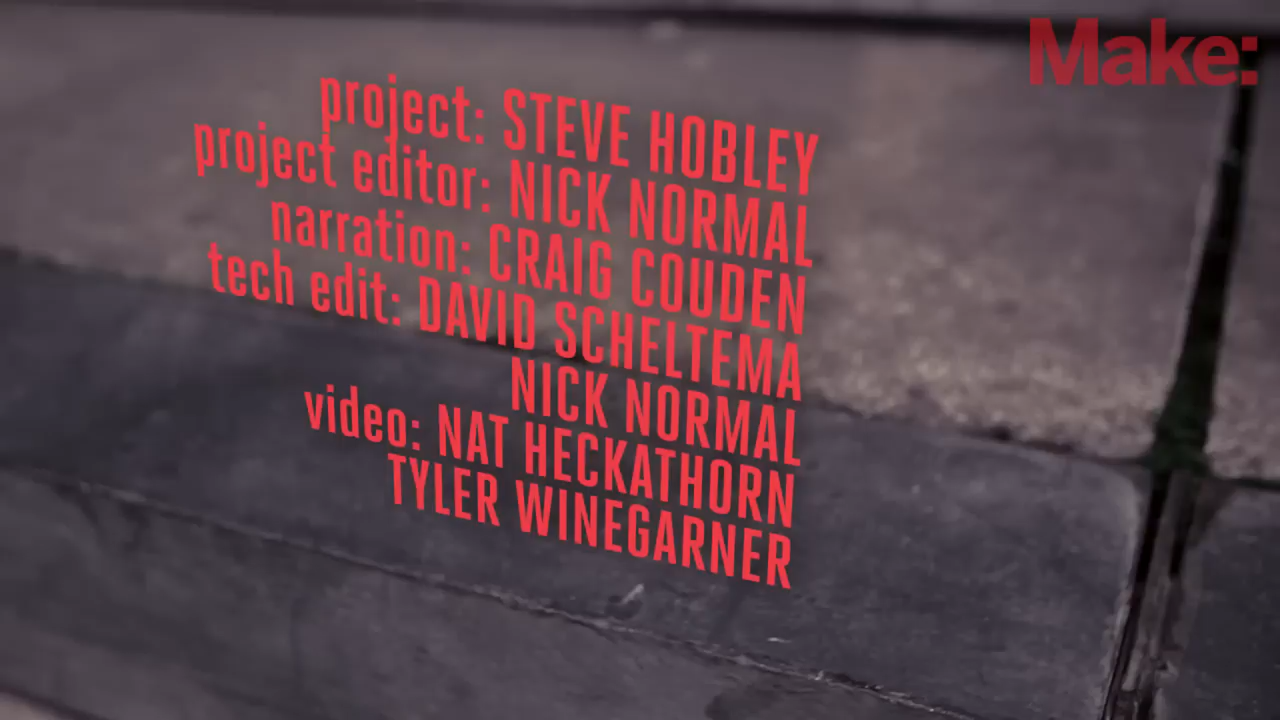 Make:
project: STEVE HOBLEY
project editor: NICK NORMAL
narration: CRAIG COUDEN
tech edit: DAVID SCHELTEMA
NICK NORMAL
video: NAT HECKATHORN
TYLER WINEGARNER